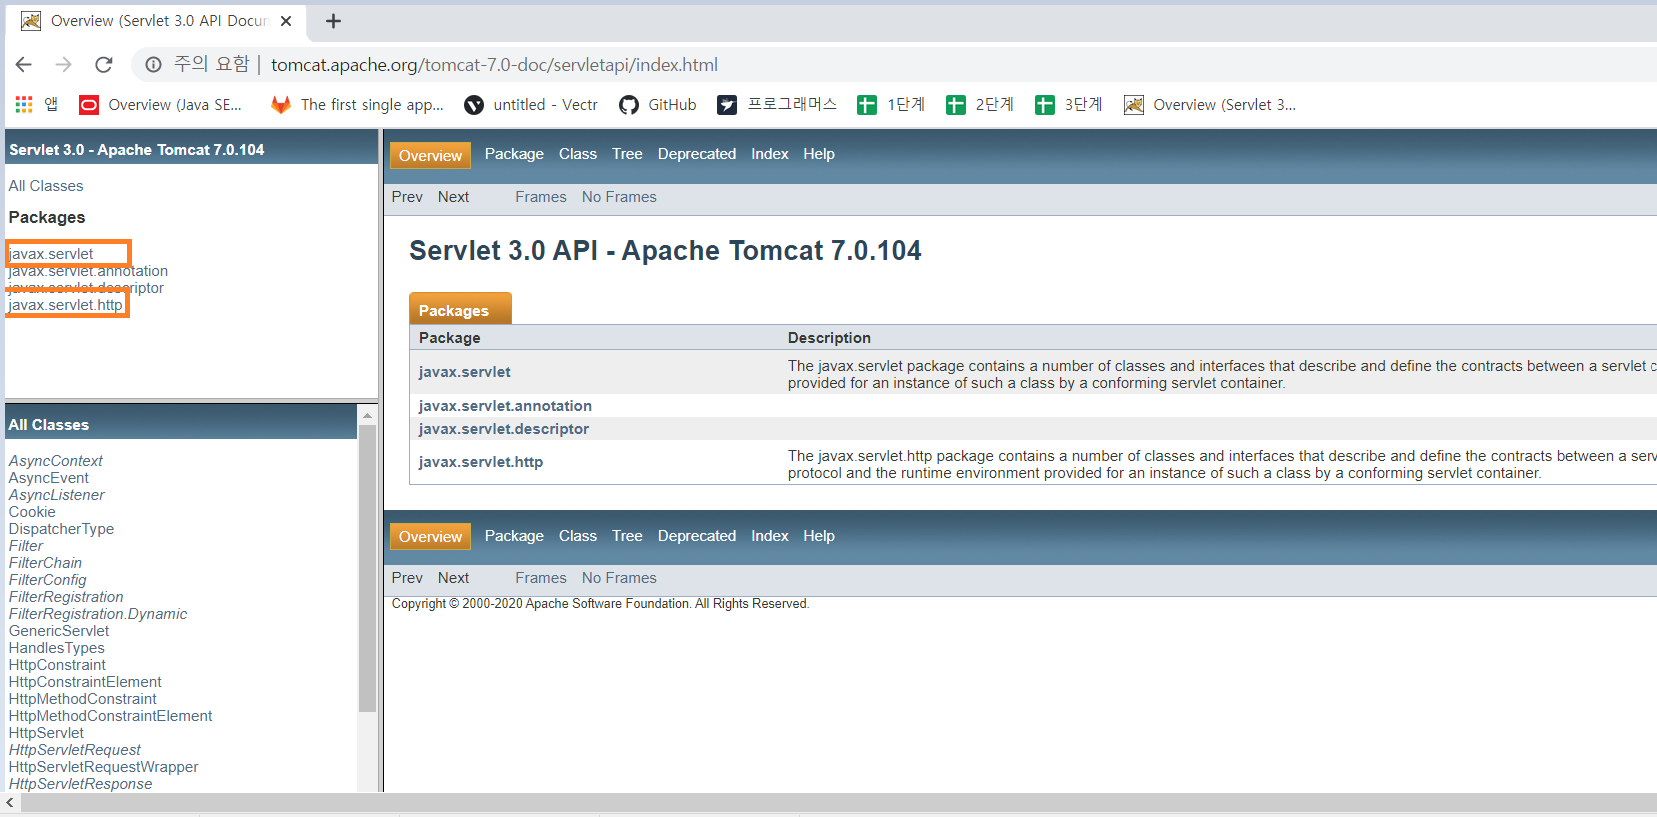 Overview (Servlet 3.0 API Docun
주의 요함 | tomcat.apache.org/tomcat-7.0-doc/servletapi/index.html
앱 Overview (Java SE... The first single app... untitled - Vectr GitHub 프로그래머스 1단계 2단계 3단계 Overview (Servlet 3...
Servlet 3.0 - Apache Tomcat 7.0.104
All Classes
Packages
javax.servlet
javax.servlet.annotation
javax.servlet.descriptor
javax.servlet.http
All Classes
AsyncContext
AsyncEvent
AsyncListener
Cookie
DispatcherType
Filter
FilterChain
FilterConfig
FilterRegistration
FilterRegistration.Dynamic
GenericServlet
HandlesTypes
HttpConstraint
HttpConstraintElement
HttpMethodConstraint
HttpMethodConstraintElement
HttpServlet
HttpServletRequest
HttpServletRequestWrapper
HttpServletResponse
Overview Package Class Tree Deprecated Index Help
Prev Next Frames No Frames
Servlet 3.0 API - Apache Tomcat 7.0.104
Packages
Package Description
javax.servlet The javax.servlet package contains a number of classes and interfaces that describe and define the contracts between a servlet c
provided for an instance of such a class by a conforming servlet container.
javax.servlet.annotation
javax.servlet.descriptor
javax.servlet.http The javax.servlet.http package contains a number of classes and interfaces that describe and define the contracts between a serv
protocol and the runtime environment provided for an instance of such a class by a conforming servlet container.
Overview Package Class Tree Deprecated Index Help
Prev Next Frames No Frames
Copyright © 2000-2020 Apache Software Foundation. All Rights Reserved.